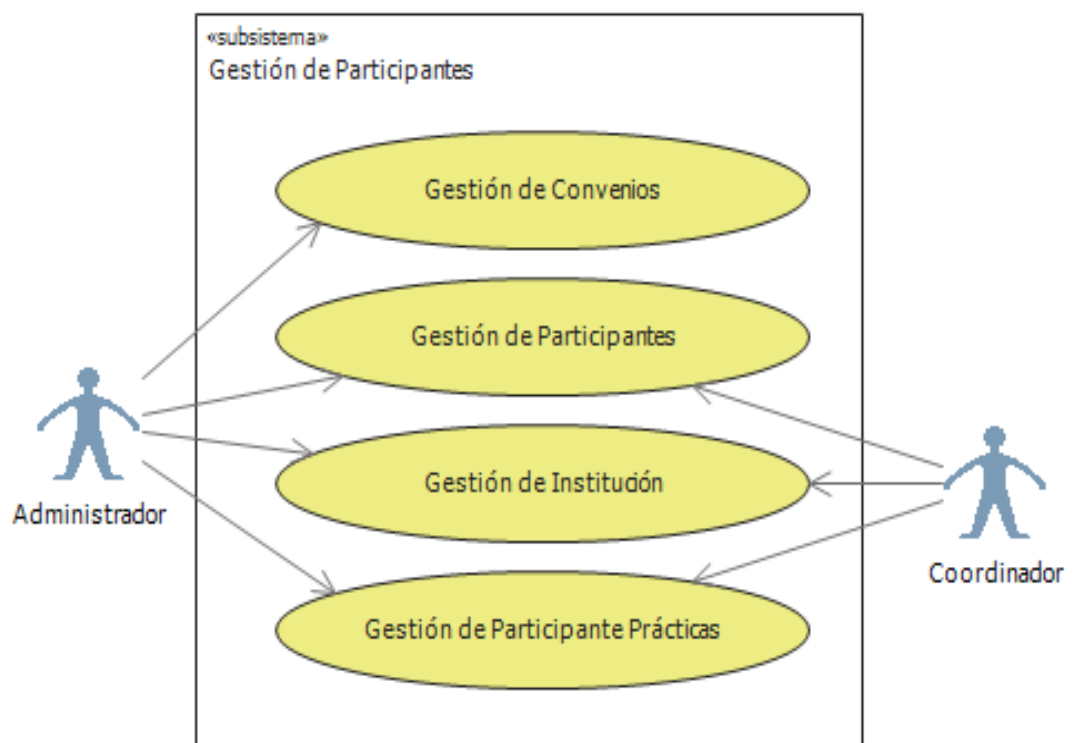 «subsistema»
Gestión de Participantes
Gestión de Convenios
Gestión de Participantes
Gestión de Institución
Gestión de Participante Prácticas
Administrador
Coordinador